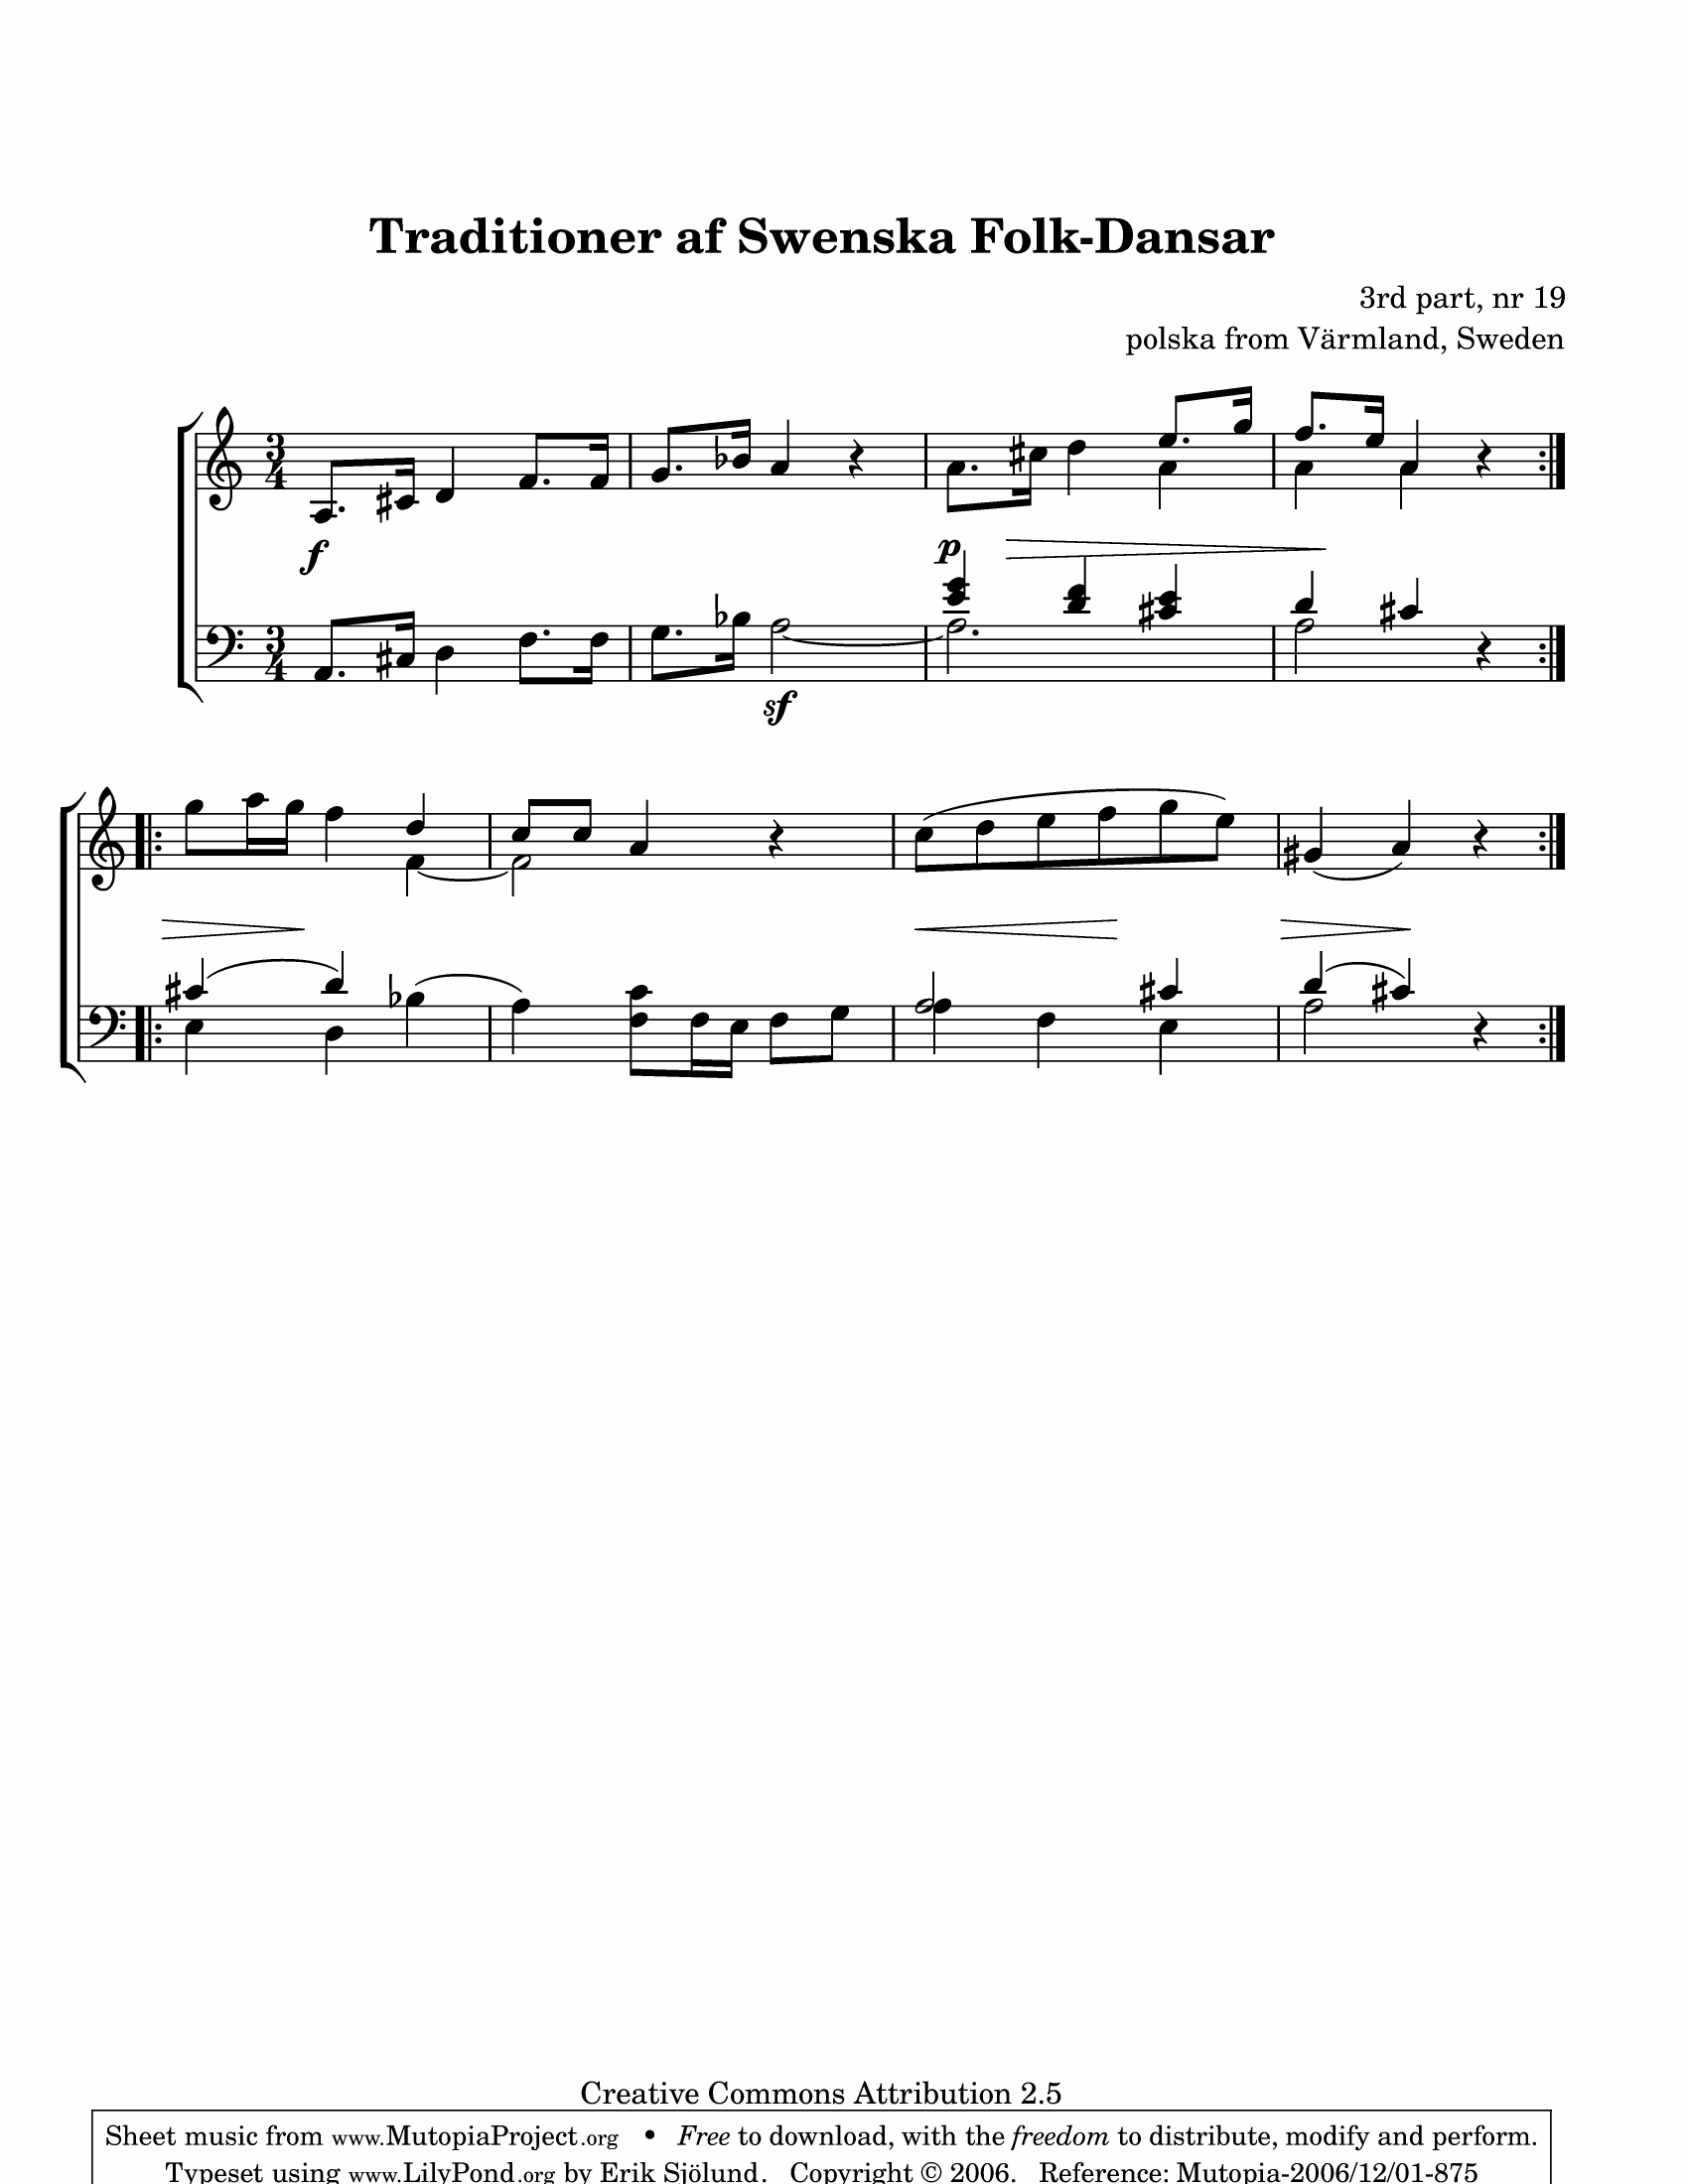 Traditioner af Swenska Folk-Dansar
3rd part, nr 19
polska from Värmland, Sweden
3
4
f
p
3
4
sf
Creative Commons Attribution 2.5
Sheet music from www.MutopiaProject.org • Free to download, with the freedom to distribute, modify and perform.
Typeset using www.LilyPond.org by Erik Sjölund. Copyright © 2006. Reference: Mutopia-2006/12/01-875